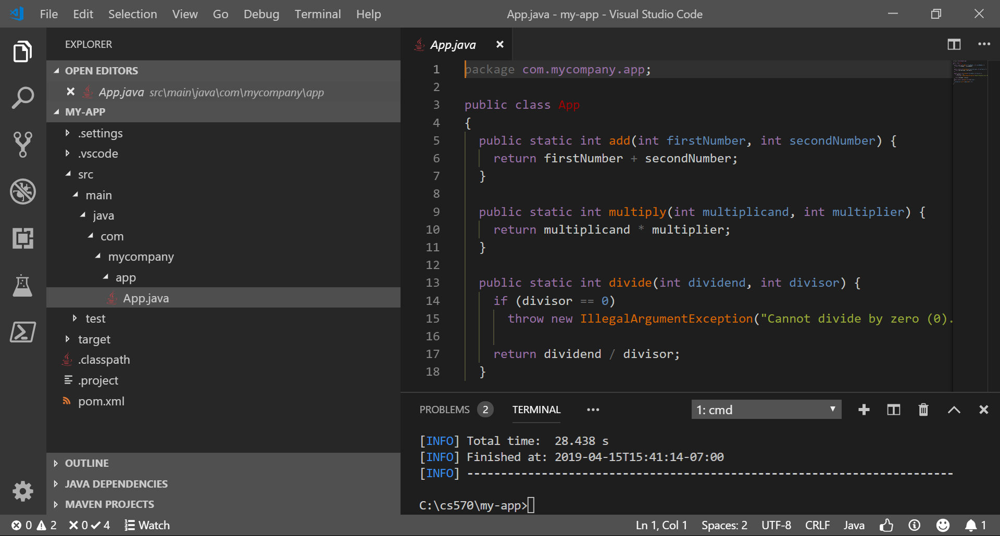 File Edit Selection View Go Debug Terminal Help App.java - my-app - Visual Studio Code
EXPLORER
OPEN EDITORS
App.java src\main\java\com\mycompany\app
MY-APP
.settings
.vscode
src
main
java
com
mycompany
app
App.java
test
target
.classpath
.project
pom.xml
OUTLINE
JAVA DEPENDENCIES
MAVEN PROJECTS
App.java
1 package com.mycompany.app;
2
3 public class App
4 {
5 public static int add(int firstNumber, int secondNumber) {
6 return firstNumber + secondNumber;
7 }
8
9 public static int multiply(int multiplicand, int multiplier) {
10 return multiplicand * multiplier;
11 }
12
13 public static int divide(int dividend, int divisor) {
14 if (divisor == 0)
15 throw new IllegalArgumentException("Cannot divide by zero (0).
16
17 return dividend / divisor;
18 }
PROBLEMS 2 TERMINAL 1: cmd
[INFO] Total time:  28.438 s
[INFO] Finished at: 2019-04-15T15:41:14-07:00
[INFO] ------------------------------------------------------------------------
C:\cs570\my-app>
0 2 0 4 Watch Ln 1, Col 1 Spaces: 2 UTF-8 CRLF Java 1